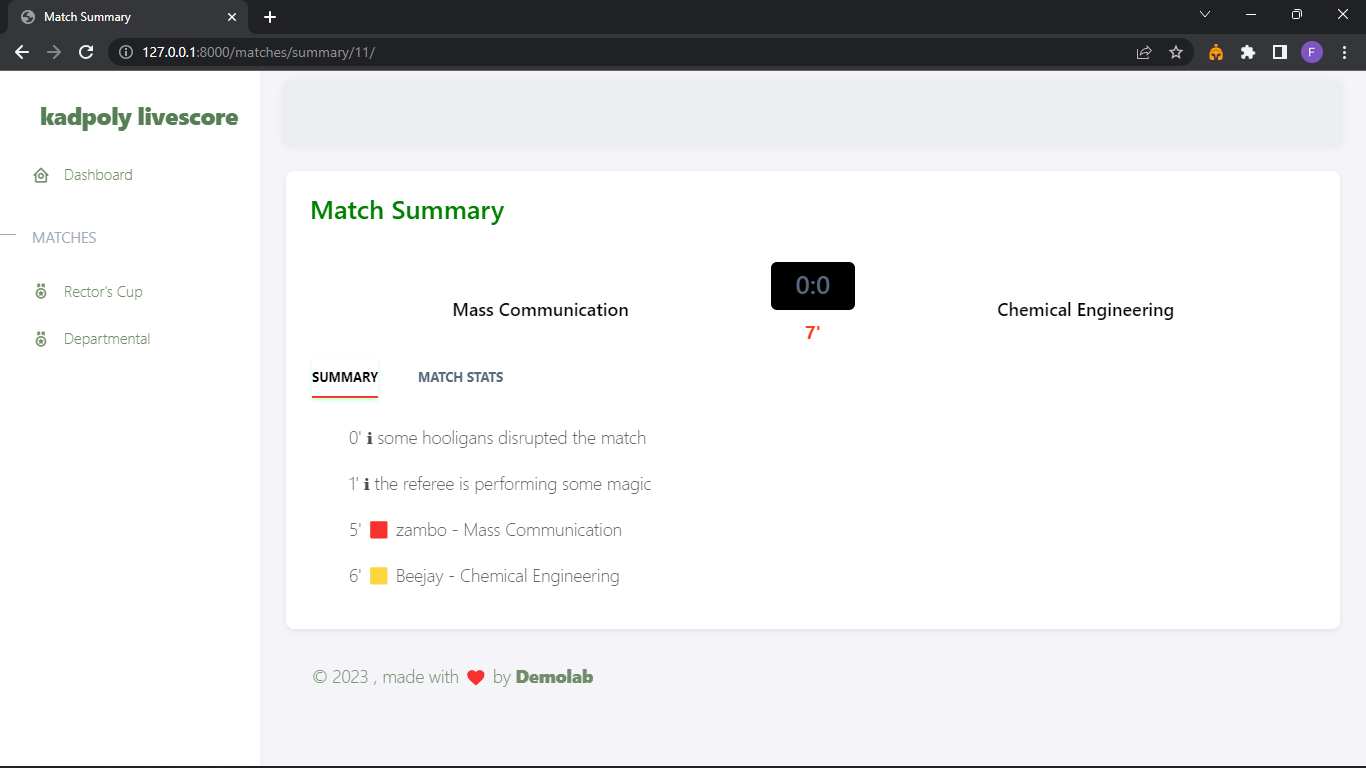 Match Summary
127.0.0.1:8000/matches/summary/11/
F
kadpoly livescore
Dashboard
MATCHES
Rector's Cup
Departmental
Match Summary
Mass Communication
0:0
7'
Chemical Engineering
SUMMARY
MATCH STATS
0' ℹ some hooligans disrupted the match
1' ℹ the referee is performing some magic
5' 🟥 zambo - Mass Communication
6' 🟨 Beejay - Chemical Engineering
© 2023 , made with ❤️ by Demolab